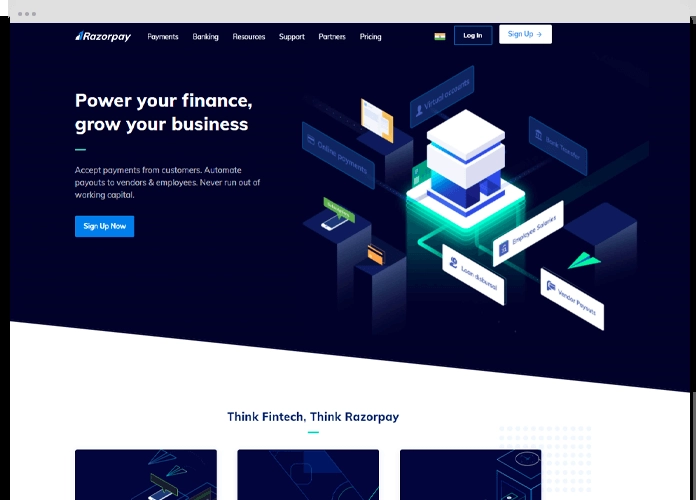 Razorpay Payments Banking Resources Support Partners Pricing Log In Sign Up →
Power your finance,
grow your business
Accept payments from customers. Automate
payouts to vendors & employees. Never run out of
working capital.
Sign Up Now
Virtual accounts
Online payments
Bank Transfer
Employee Salaries
Loan disbursal
Vendor Payouts
Think Fintech, Think Razorpay